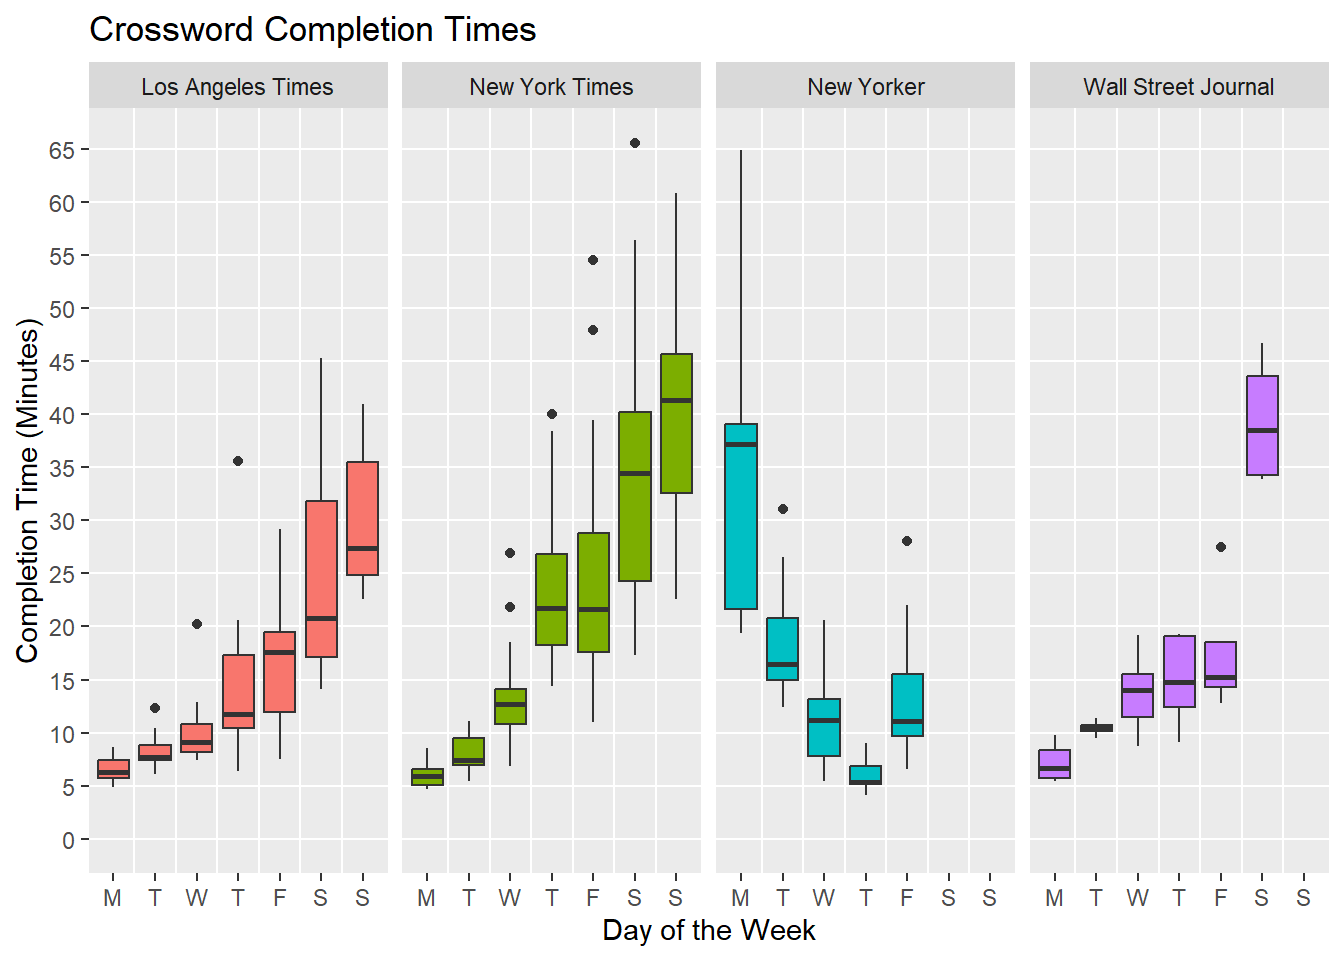 Crossword Completion Times
Los Angeles Times
New York Times
New Yorker
Wall Street Journal
Completion Time (Minutes)
65
60
55
50
45
40
35
30
25
20
15
10
5
0
M T W T F S S
M T W T F S S
M T W T F S S
M T W T F S S
Day of the Week